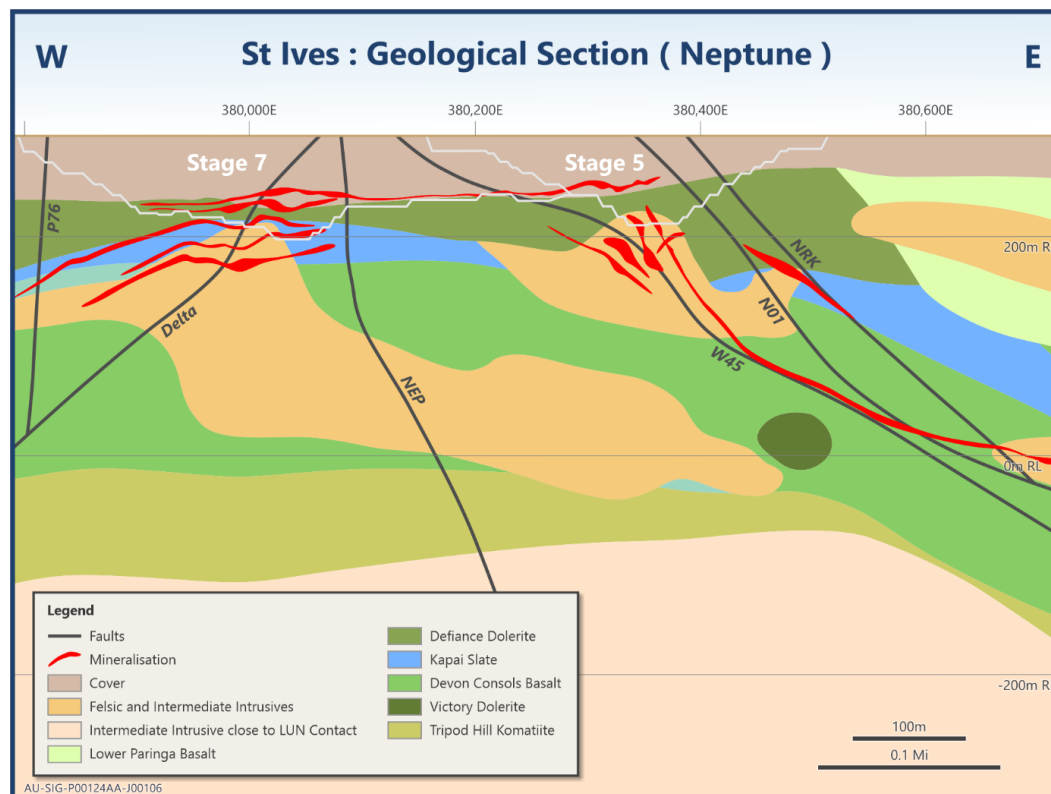 W
St Ives : Geological Section ( Neptune )
E
380,000E
380,200E
380,400E
380,600E
Stage 7
Stage 5
P76
Delta
NEP
W45
N01
NRK
200m R
0m RL
-200m R
Legend
Faults
Mineralisation
Cover
Felsic and Intermediate Intrusives
Intermediate Intrusive close to LUN Contact
Lower Paringa Basalt
Defiance Dolerite
Kapai Slate
Devon Consols Basalt
Victory Dolerite
Tripod Hill Komatiite
100m
0.1 Mi
AU-SIG-P00124AA-J00106